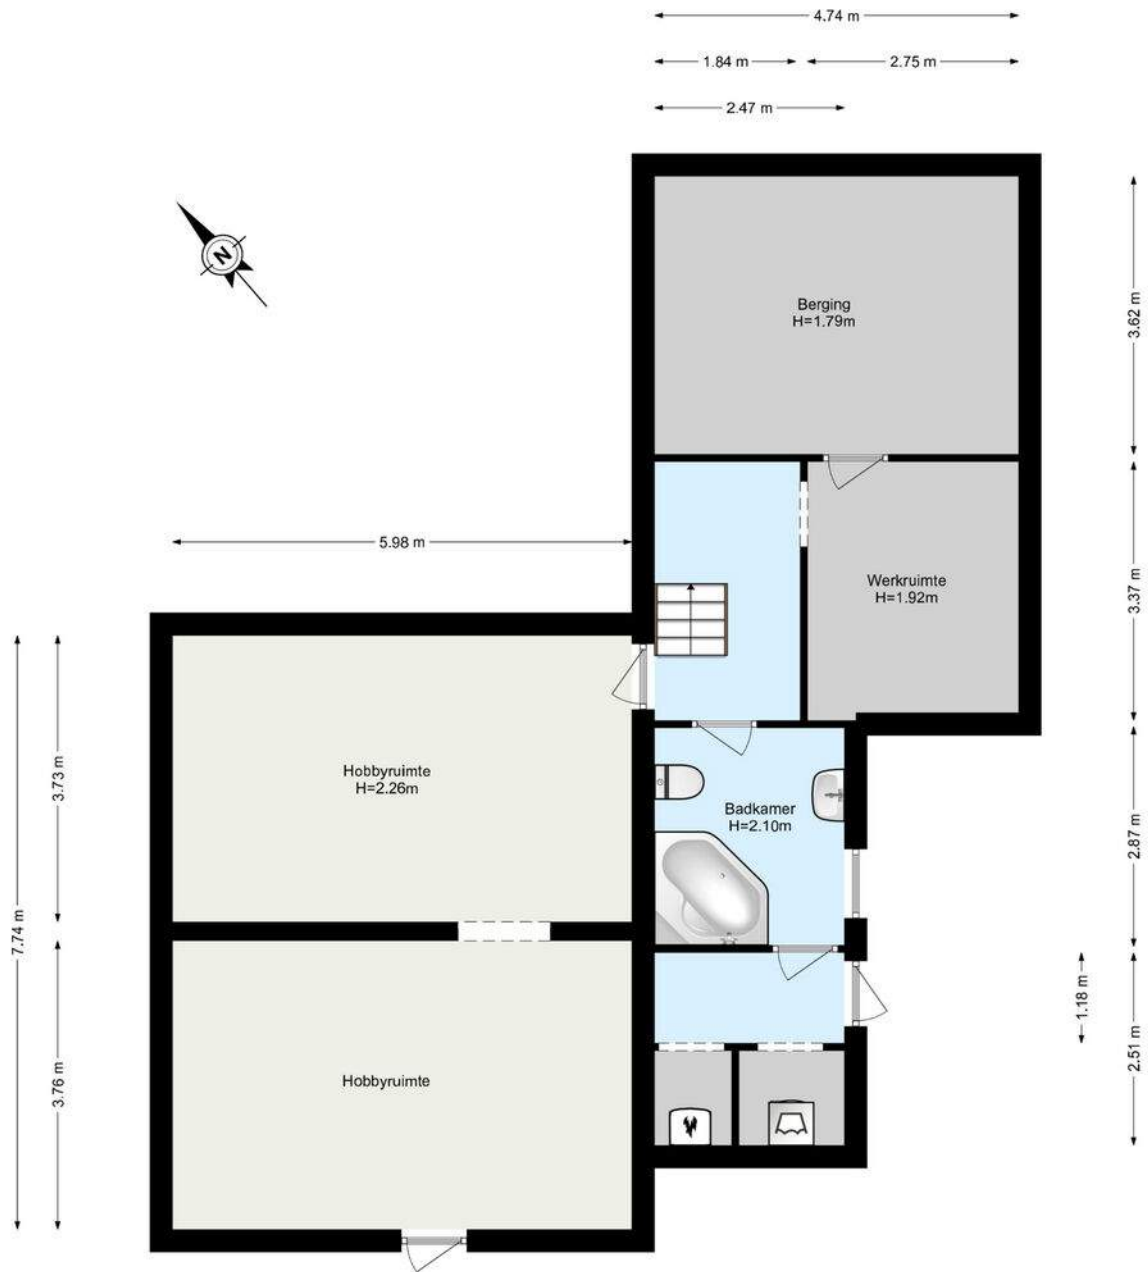 4.74 m
1.84 m
2.75 m
2.47 m
N
Berging
H=1.79m
3.62 m
5.98 m
Werkruimte
H=1.92m
3.37 m
Hobbyruimte
H=2.26m
3.73 m
Badkamer
H=2.10m
2.87 m
7.74 m
1.18 m
2.51 m
Hobbyruimte
3.76 m